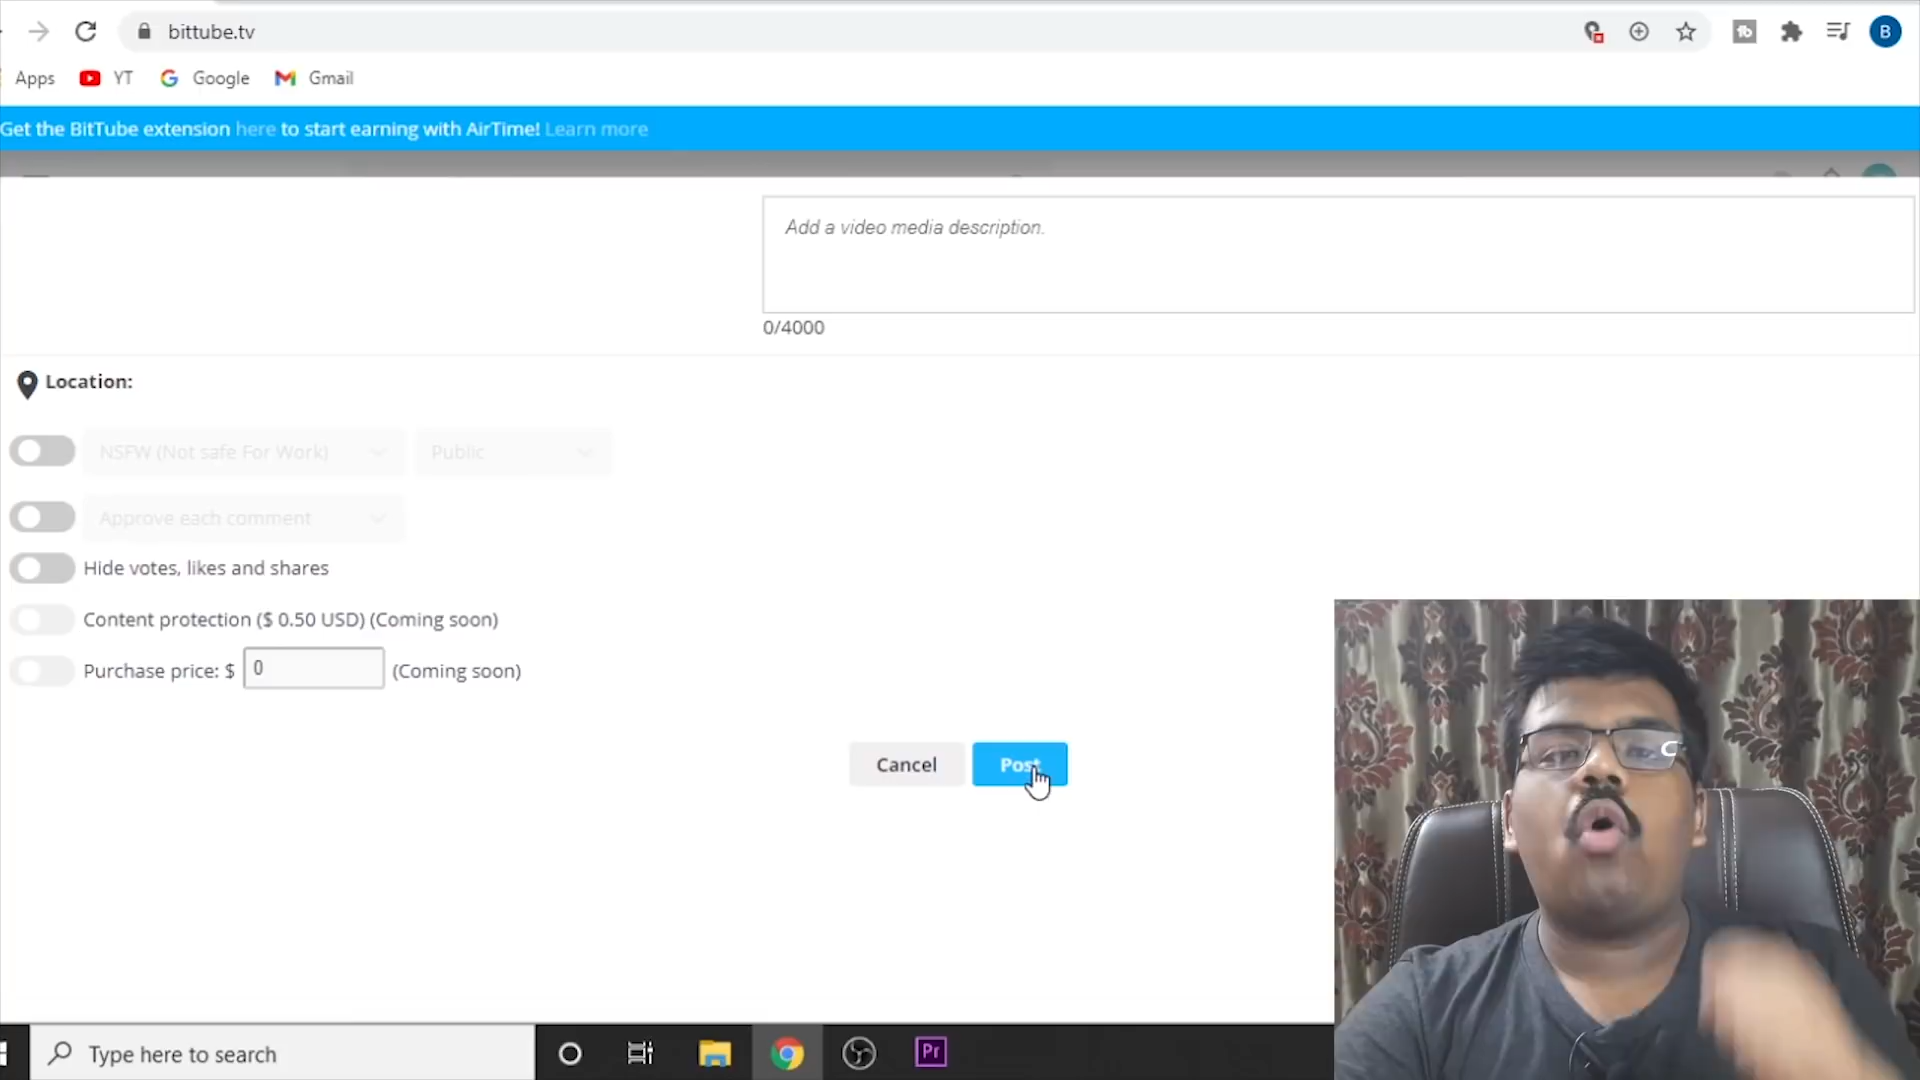 bittube.tv
B
Apps YT Google Gmail
Get the BitTube extension here to start earning with AirTime! Learn more
Add a video media description.
0/4000
Location:
NSFW (Not safe For Work) Public
Approve each comment
Hide votes, likes and shares
Content protection ($ 0.50 USD) (Coming soon)
Purchase price: $ 0 (Coming soon)
Cancel Post
Type here to search
Pr